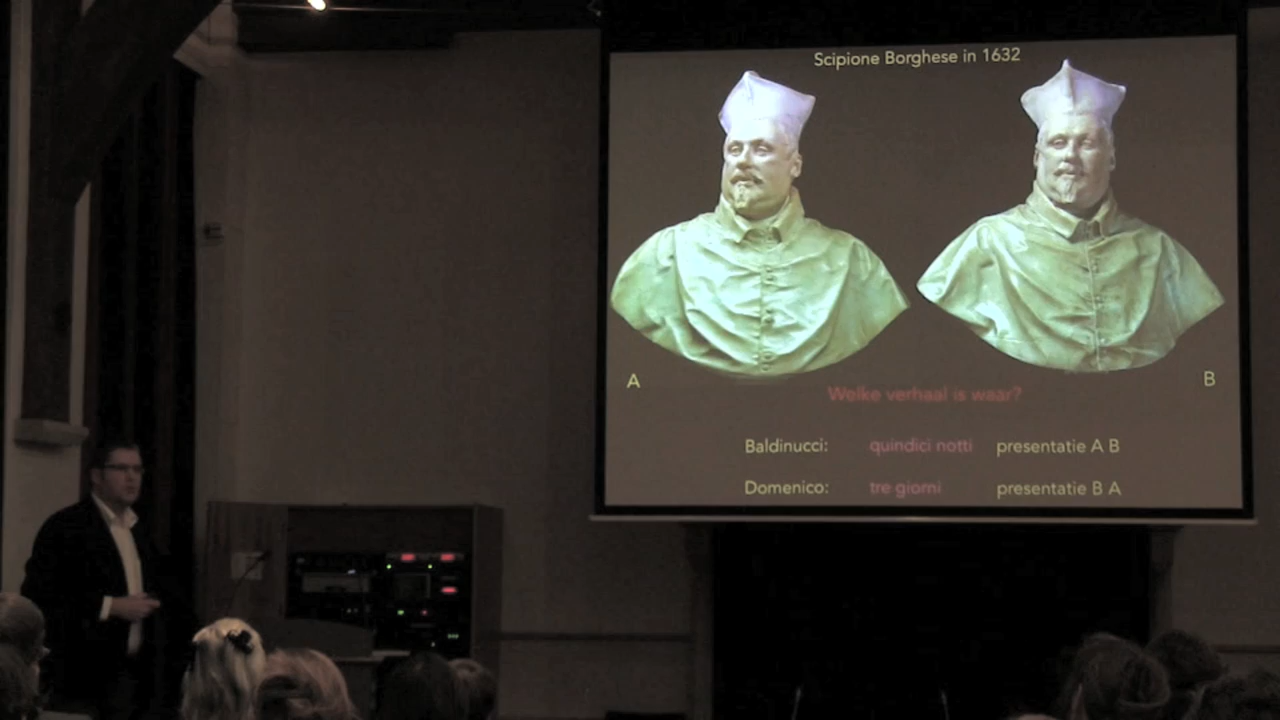 Scipione Borghese in 1632
A
B
Welke verhaal is waar?
Baldinucci: quindici notti presentatie A B
Domenico: tre giorni presentatie B A